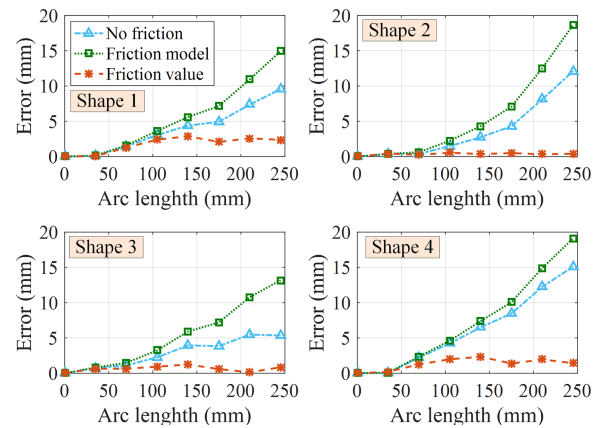 No friction
Friction model
Friction value
Shape 1
20
15
10
5
0
Error (mm)
0 50 100 150 200 250
Arc lenghth (mm)
Shape 2
20
15
10
5
0
Error (mm)
0 50 100 150 200 250
Arc lenghth (mm)
Shape 3
20
15
10
5
0
Error (mm)
0 50 100 150 200 250
Arc lenghth (mm)
Shape 4
20
15
10
5
0
Error (mm)
0 50 100 150 200 250
Arc lenghth (mm)